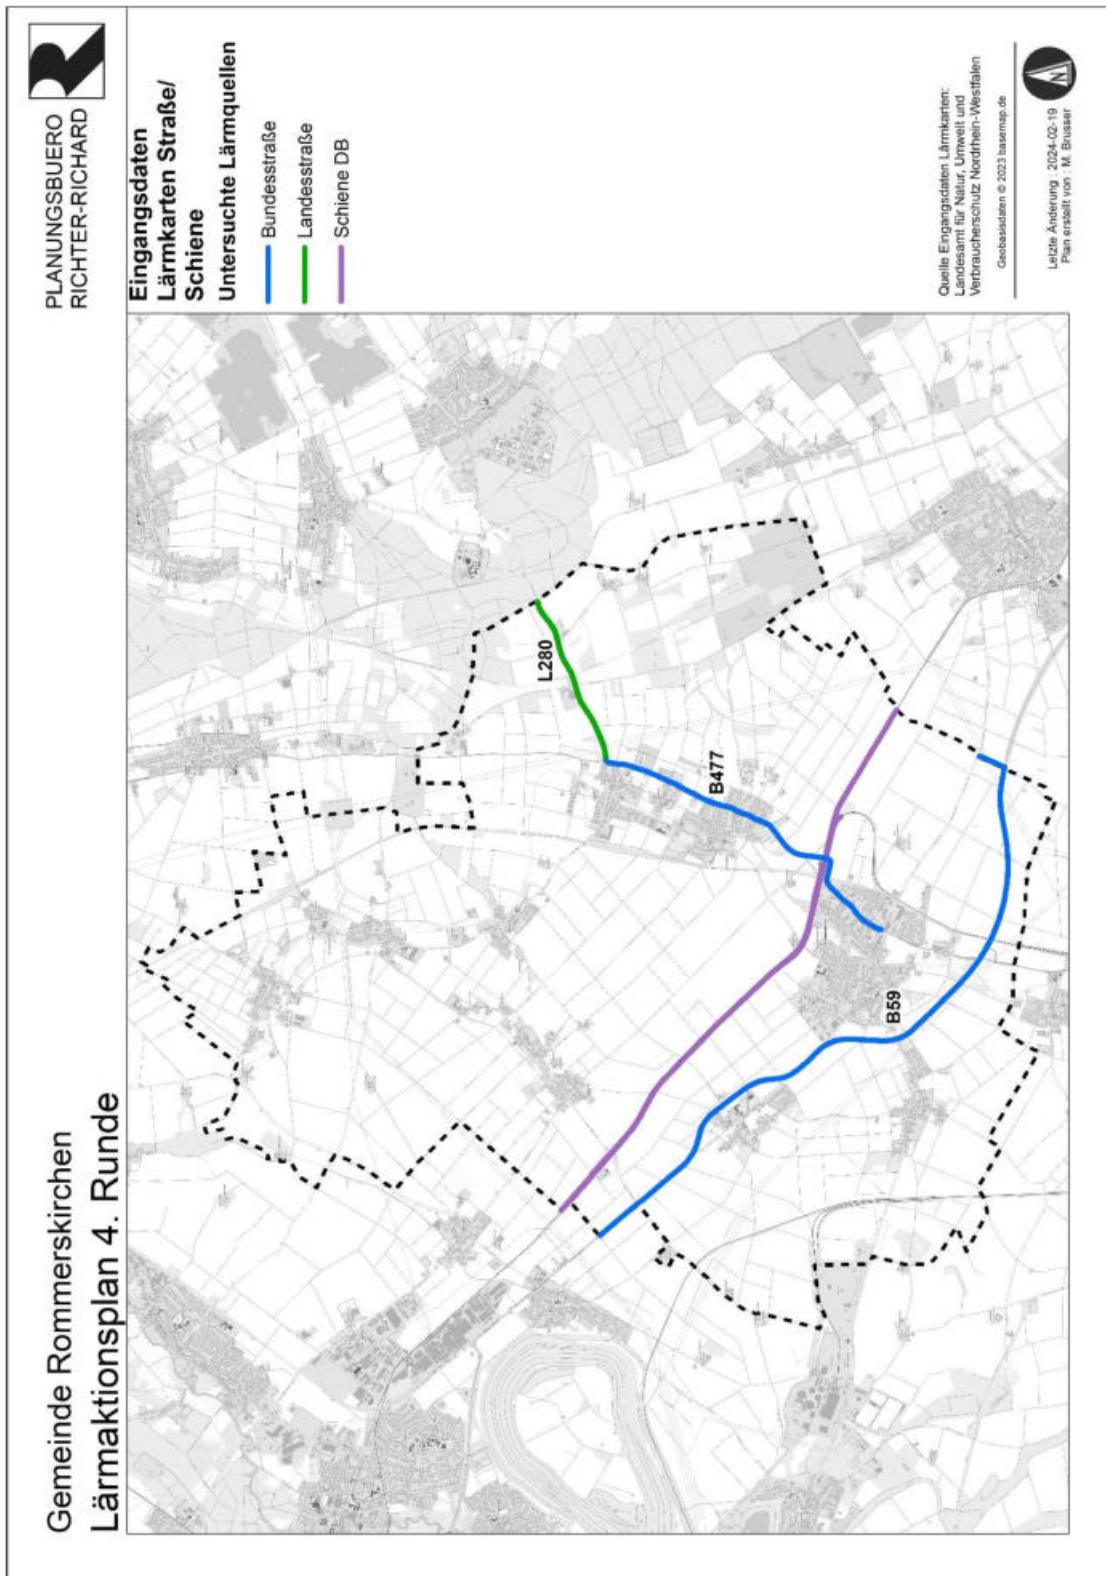 Gemeinde Rommerskirchen
Lärmaktionsplan 4. Runde
PLANUNGSBUERO
RICHTER-RICHARD
Eingangsdaten
Lärmkarten Straße/
Schiene
Untersuchte Lärmquellen
Bundesstraße
Landesstraße
Schiene DB
L280
B477
B59
Quelle Eingangsdaten Lärmkarten:
Landesamt für Natur, Umwelt und
Verbraucherschutz Nordrhein-Westfalen
Geobasisdaten © 2023 basemap.de
N
Letzte Änderung : 2024-02-19
Plan erstellt von : M. Brusser